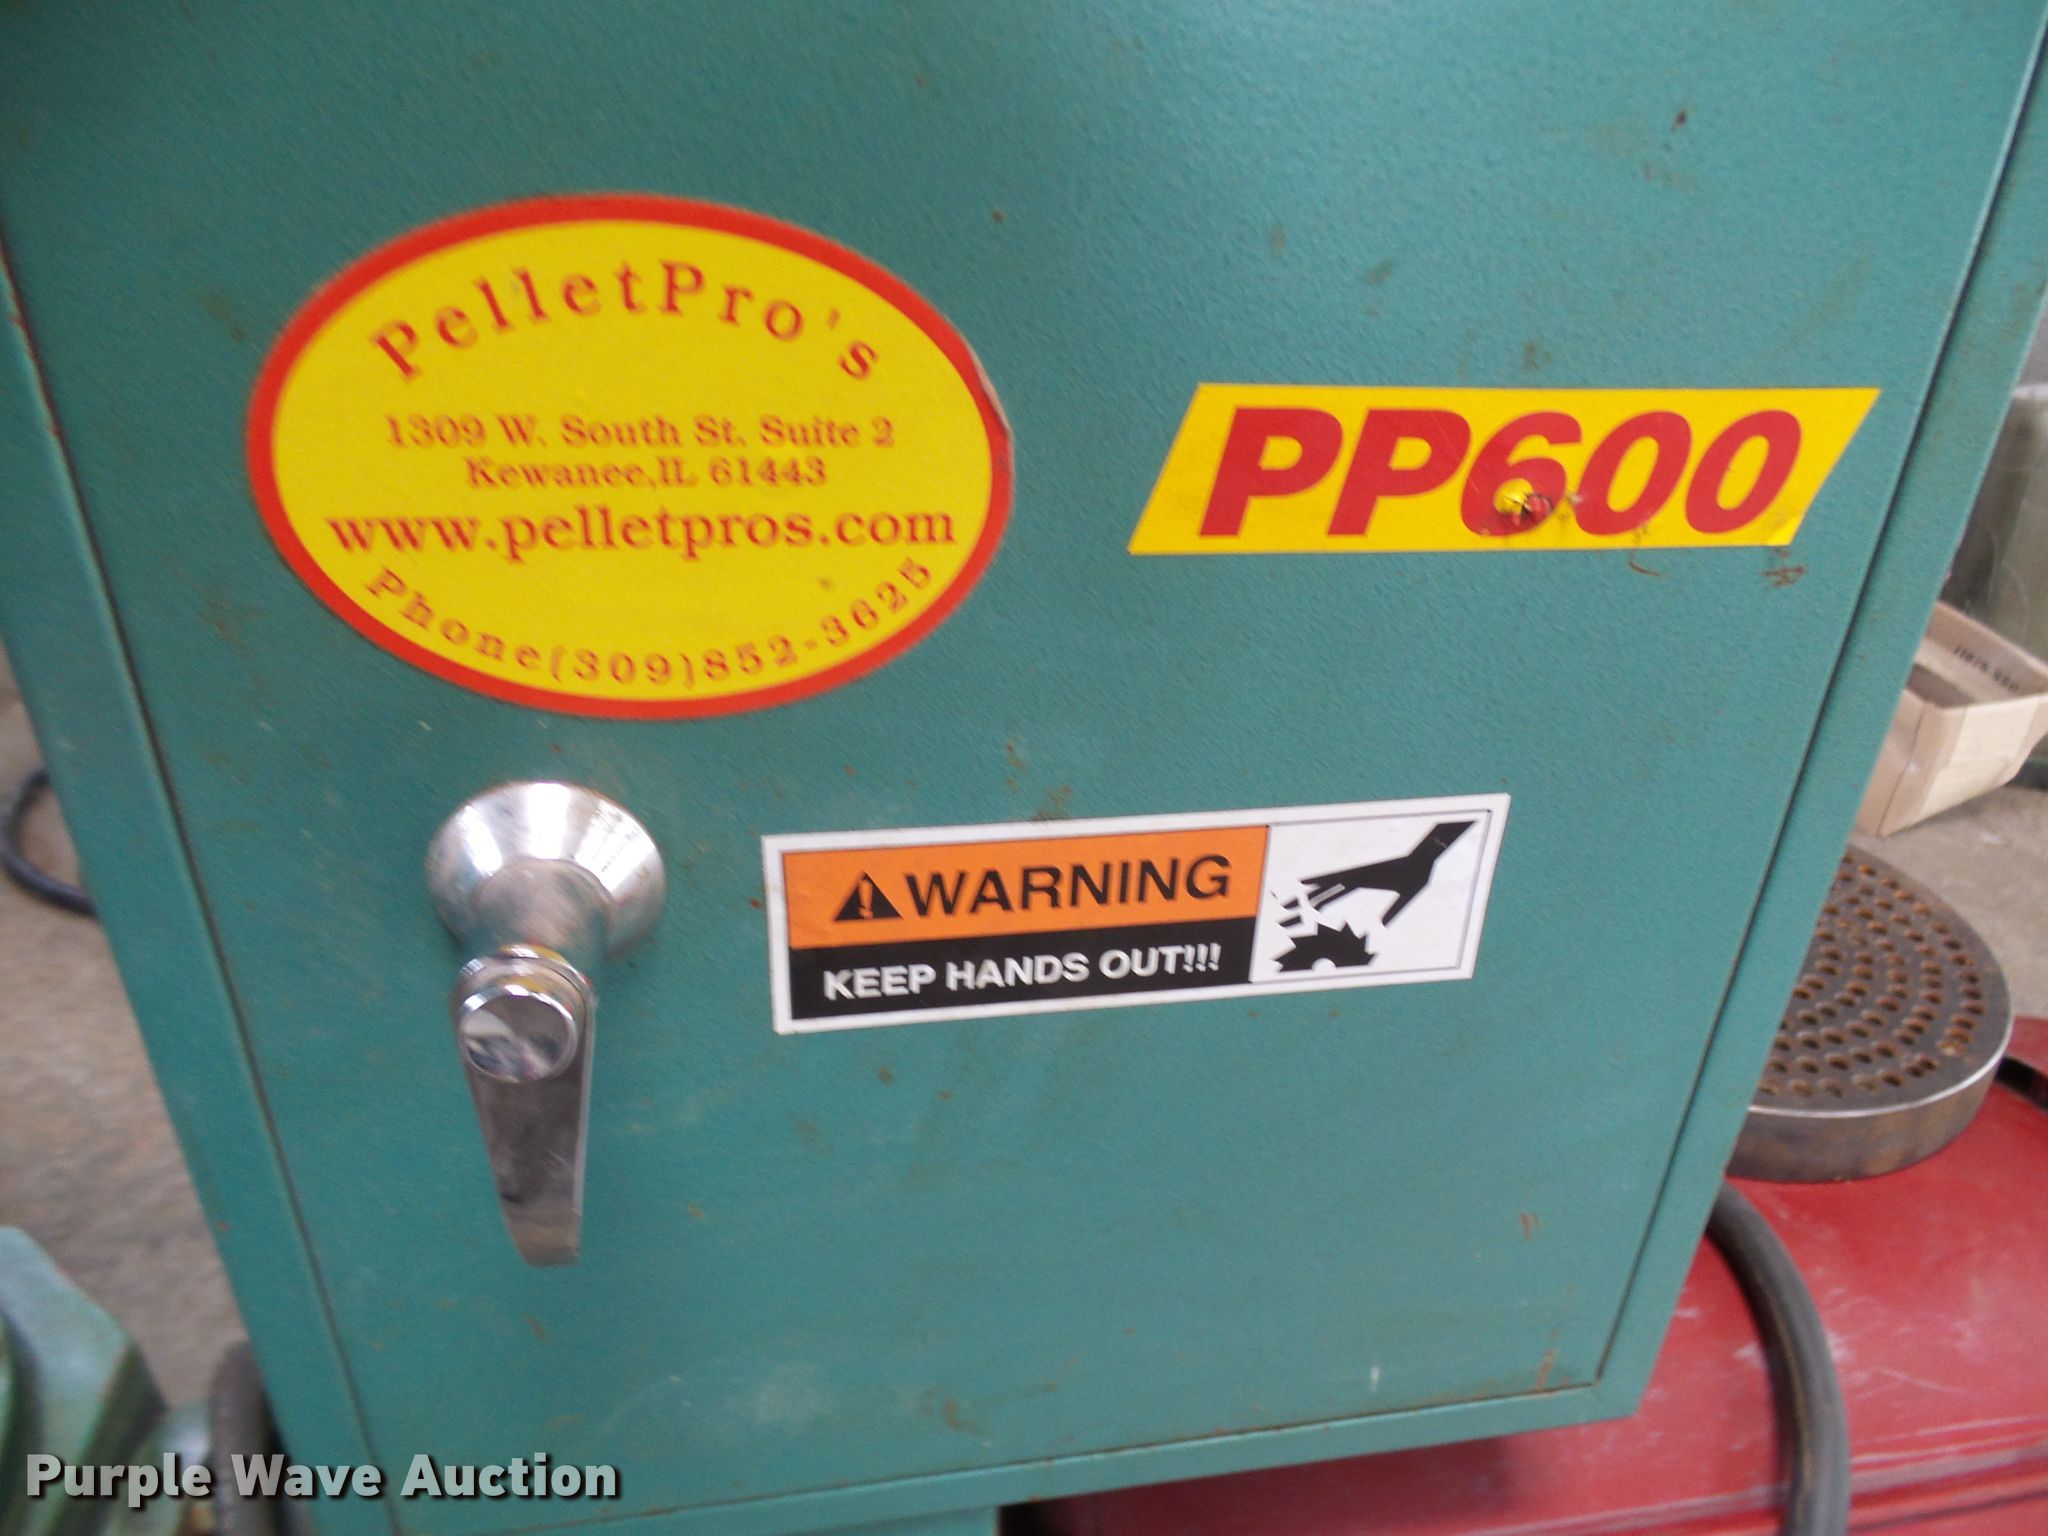 PelletPro's
1309 W. South St. Suite 2
Kewanee,IL 61443
www.pelletpros.com
Phone(309)852-3625
PP600
WARNING
KEEP HANDS OUT!!!
Purple Wave Auction